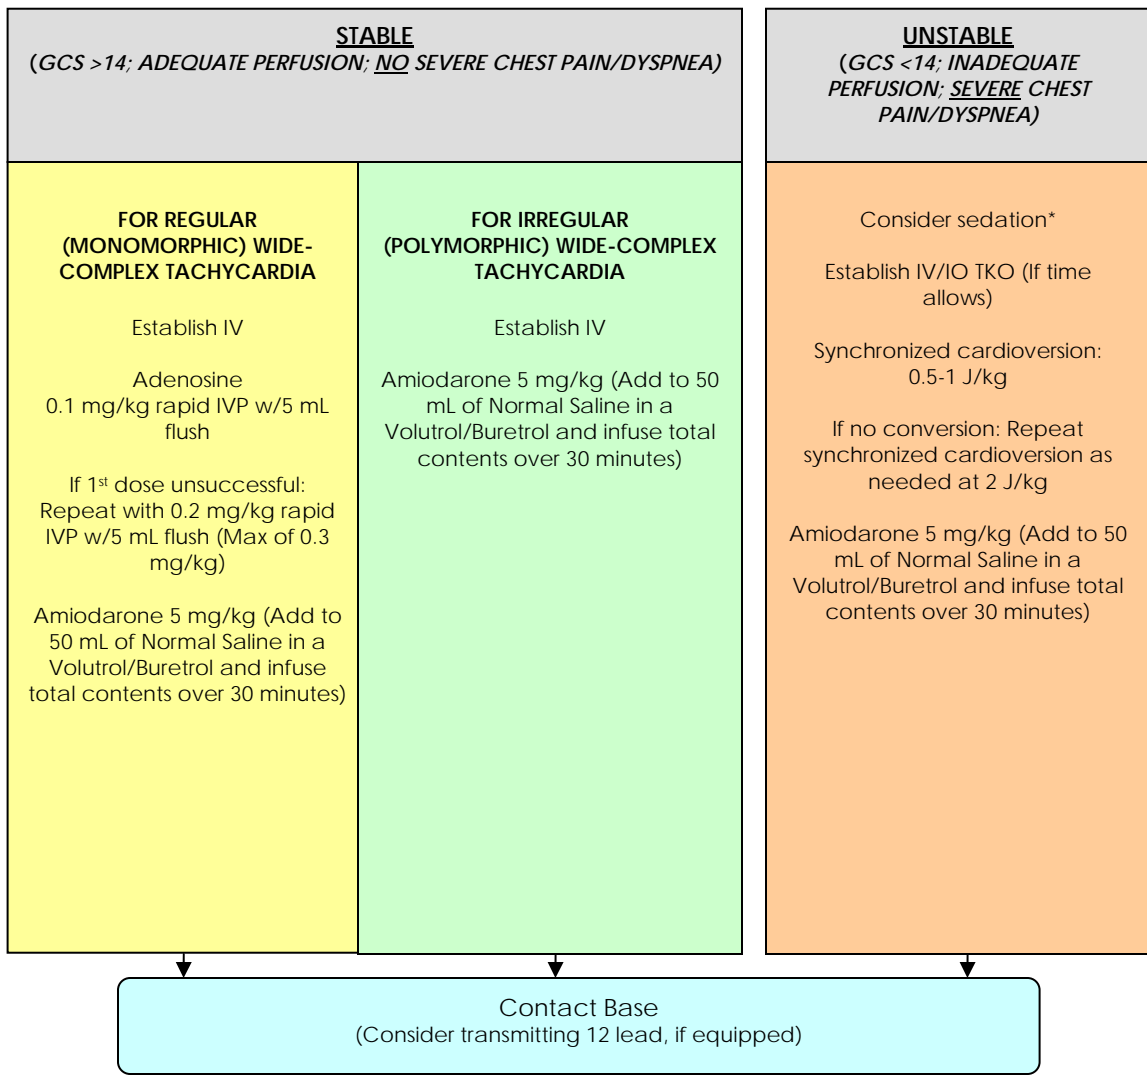 STABLE
(GCS >14; ADEQUATE PERFUSION; NO SEVERE CHEST PAIN/DYSPNEA)
FOR REGULAR
(MONOMORPHIC) WIDE-
COMPLEX TACHYCARDIA
Establish IV
Adenosine
0.1 mg/kg rapid IVP w/5 mL
flush
If 1st dose unsuccessful:
Repeat with 0.2 mg/kg rapid
IVP w/5 mL flush (Max of 0.3
mg/kg)
Amiodarone 5 mg/kg (Add to
50 mL of Normal Saline in a
Volutrol/Buretrol and infuse
total contents over 30 minutes)
FOR IRREGULAR
(POLYMORPHIC) WIDE-COMPLEX
TACHYCARDIA
Establish IV
Amiodarone 5 mg/kg (Add to 50
mL of Normal Saline in a
Volutrol/Buretrol and infuse total
contents over 30 minutes)
UNSTABLE
(GCS <14; INADEQUATE
PERFUSION; SEVERE CHEST
PAIN/DYSPNEA)
Consider sedation*
Establish IV/IO TKO (If time
allows)
Synchronized cardioversion:
0.5-1 J/kg
If no conversion: Repeat
synchronized cardioversion as
needed at 2 J/kg
Amiodarone 5 mg/kg (Add to 50
mL of Normal Saline in a
Volutrol/Buretrol and infuse total
contents over 30 minutes)
Contact Base
(Consider transmitting 12 lead, if equipped)